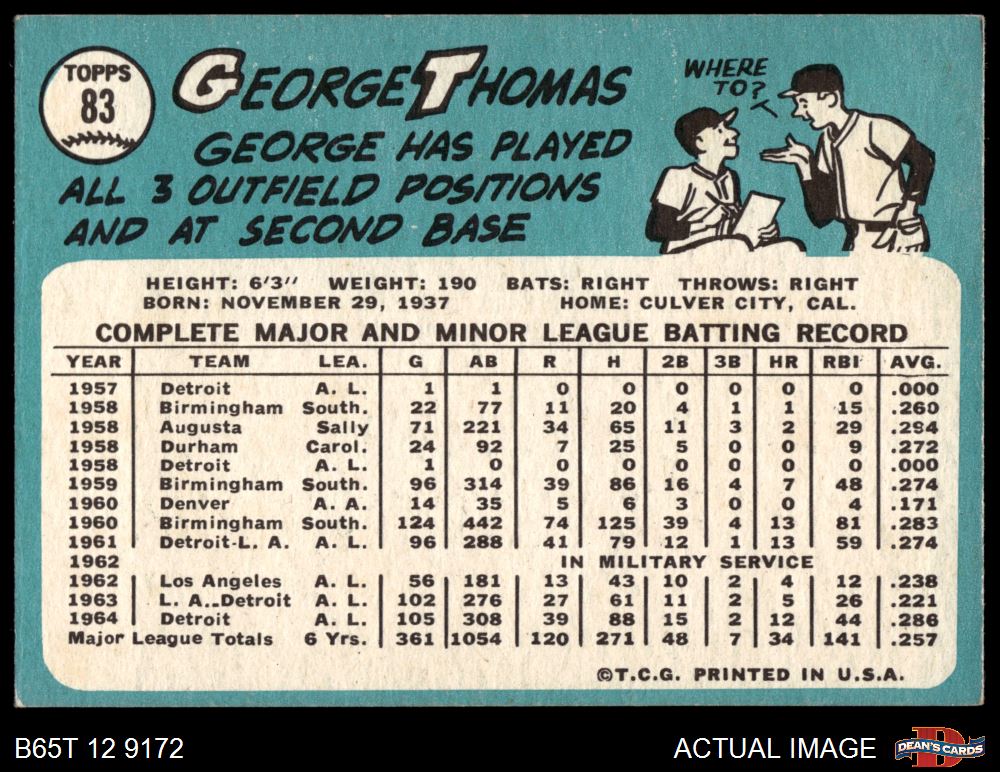 TOPPS
83
GEORGE THOMAS
GEORGE HAS PLAYED
ALL 3 OUTFIELD POSITIONS
AND AT SECOND BASE
WHERE
TO?
HEIGHT: 6'3" WEIGHT: 190 BATS: RIGHT THROWS: RIGHT
BORN: NOVEMBER 29, 1937 HOME: CULVER CITY, CAL.
COMPLETE MAJOR AND MINOR LEAGUE BATTING RECORD
YEAR TEAM LEA. G AB R H 2B 3B HR RBI AVG.
1957 Detroit A. L. 1 1 0 0 0 0 0 0 .000
1958 Birmingham South. 22 77 11 20 4 1 1 15 .260
1958 Augusta Sally 71 221 34 65 11 3 2 29 .294
1958 Durham Carol. 24 92 7 25 5 0 0 9 .272
1958 Detroit A. L. 1 0 0 0 0 0 0 0 .000
1959 Birmingham South. 96 314 39 86 16 4 7 48 .274
1960 Denver A. A. 14 35 5 6 3 0 0 4 .171
1960 Birmingham South. 124 442 74 125 39 4 13 81 .283
1961 Detroit-L. A. A. L. 96 288 41 79 12 1 13 59 .274
1962 IN MILITARY SERVICE
1962 Los Angeles A. L. 56 181 13 43 10 2 4 12 .238
1963 L. A.-Detroit A. L. 102 276 27 61 11 2 5 26 .221
1964 Detroit A. L. 105 308 39 88 15 2 12 44 .286
Major League Totals 6 Yrs. 361 1054 120 271 48 7 34 141 .257
©T.C.G. PRINTED IN U.S.A.
B65T 12 9172
ACTUAL IMAGE
D
DEAN'S CARDS